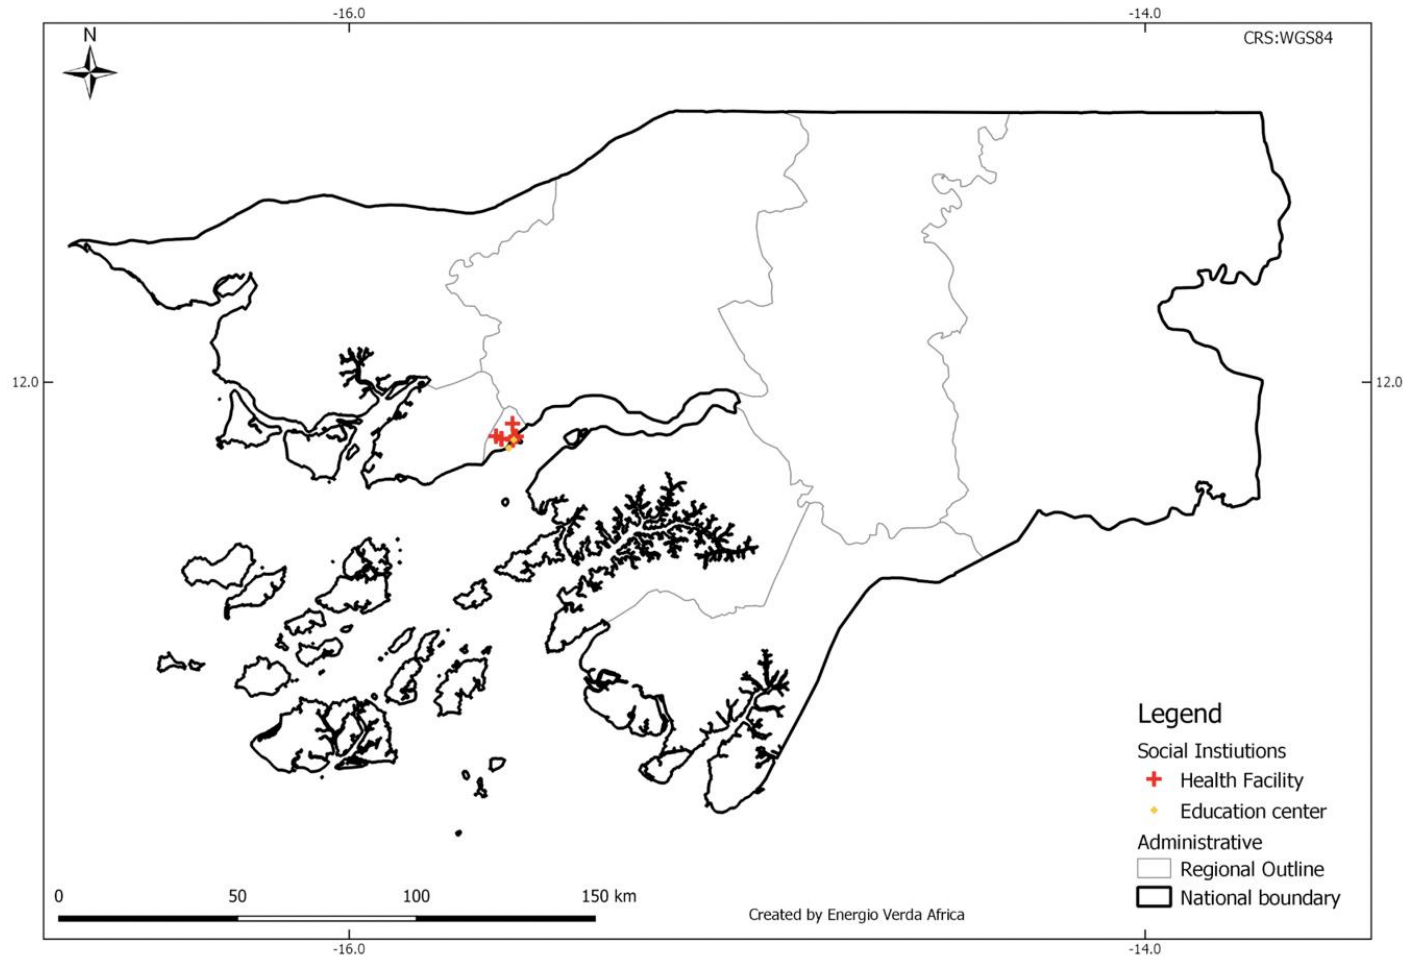 -16.0
-14.0
N
CRS:WGS84
12.0
12.0
Legend
Social Instiutions
Health Facility
Education center
Administrative
Regional Outline
National boundary
0 50 100 150 km
Created by Energio Verda Africa
-16.0
-14.0